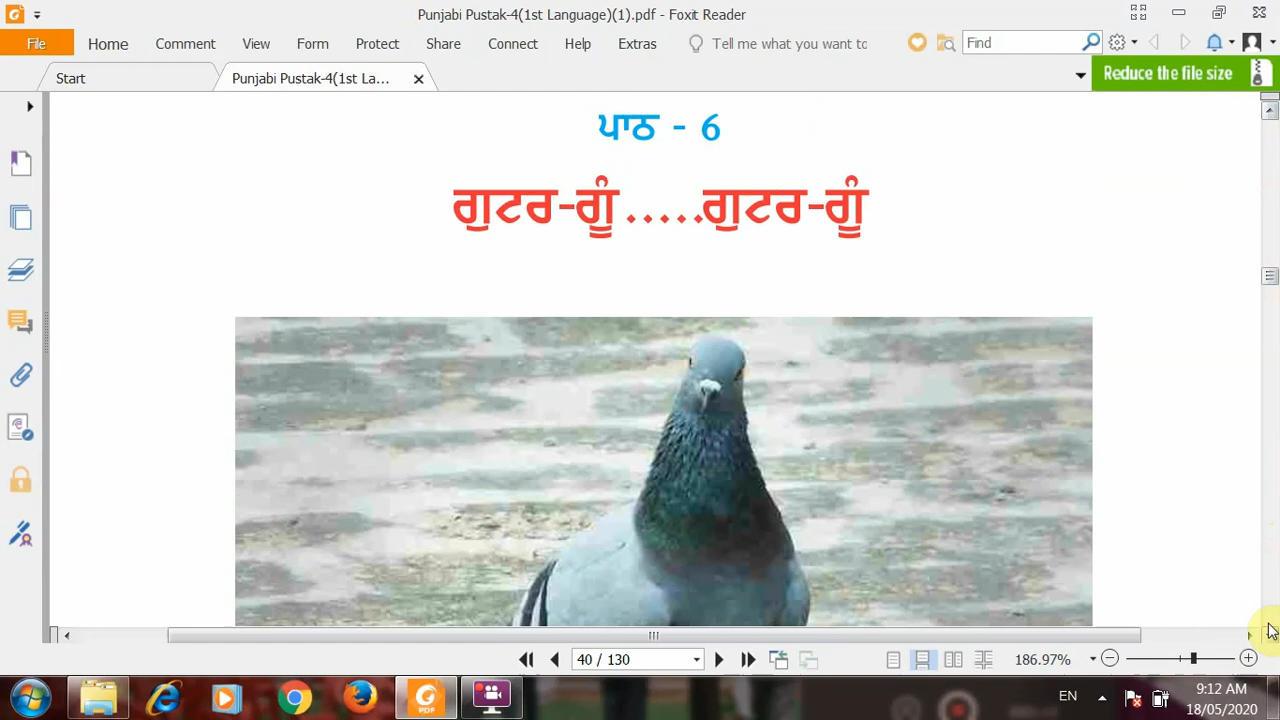 Punjabi Pustak-4(1st Language)(1).pdf - Foxit Reader
File Home Comment View Form Protect Share Connect Help Extras Tell me what you want to Find
Start Punjabi Pustak-4(1st La... Reduce the file size
ਪਾਠ - 6
ਗੁਟਰ-ਗੂੰ.....ਗੁਟਰ-ਗੂੰ
40 / 130 186.97%
PDF
EN 9:12 AM
18/05/2020